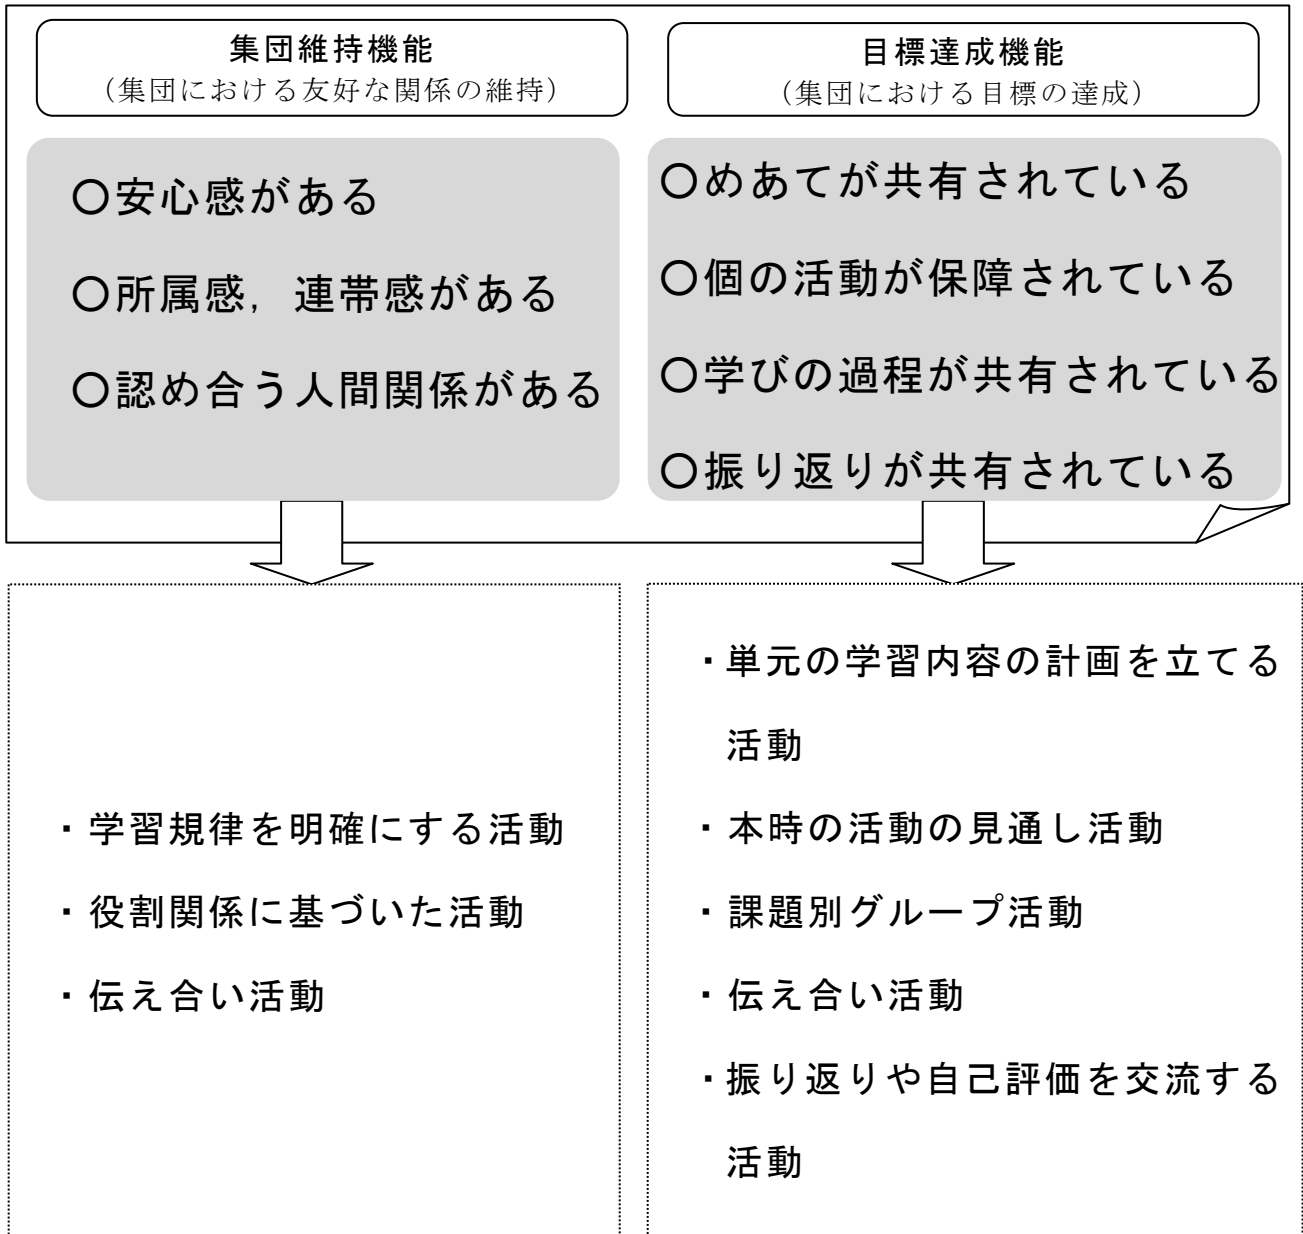 集団維持機能
（集団における友好な関係の維持）
〇安心感がある
〇所属感，連帯感がある
〇認め合う人間関係がある
目標達成機能
（集団における目標の達成）
〇めあてが共有されている
〇個の活動が保障されている
〇学びの過程が共有されている
〇振り返りが共有されている
・学習規律を明確にする活動
・役割関係に基づいた活動
・伝え合い活動
・単元の学習内容の計画を立てる
活動
・本時の活動の見通し活動
・課題別グループ活動
・伝え合い活動
・振り返りや自己評価を交流する
活動